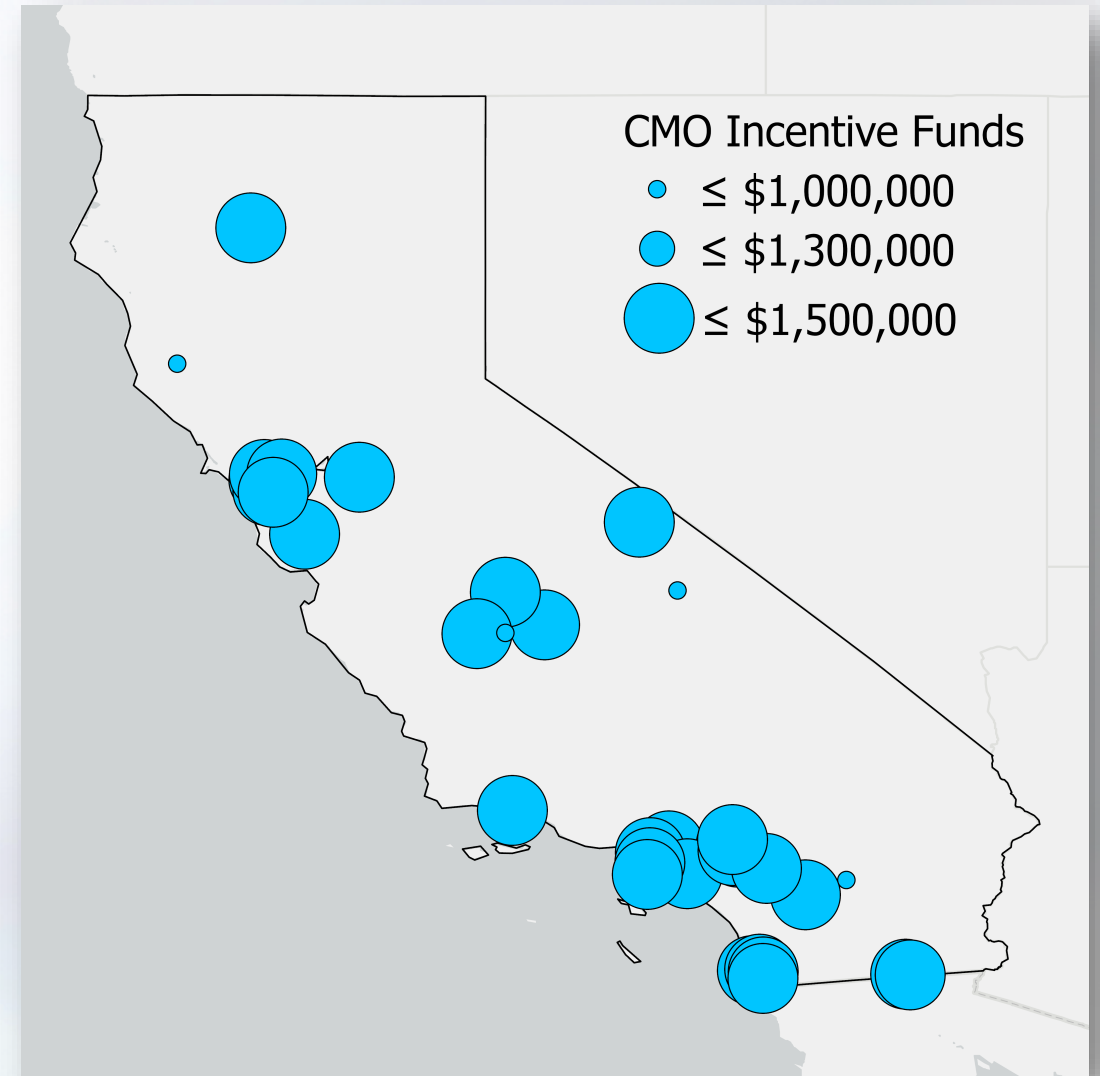 CMO Incentive Funds
≤ $1,000,000
≤ $1,300,000
≤ $1,500,000